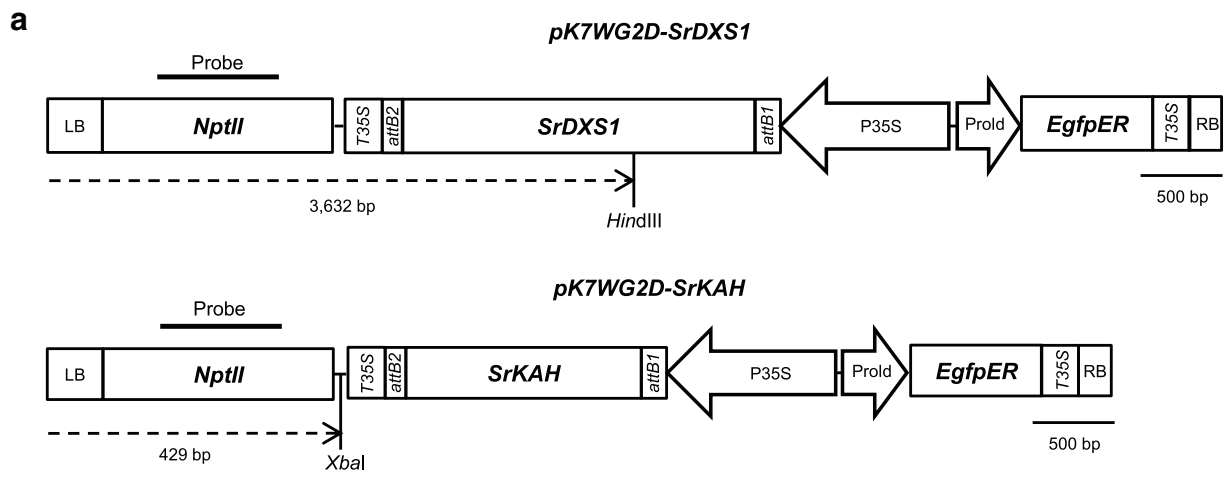 a
pK7WG2D-SrDXS1
Probe
LB NptII T35S attB2 SrDXS1 attB1 P35S Prold EgfpER T35S RB
3,632 bp
HindIII
500 bp
pK7WG2D-SrKAH
Probe
LB NptII T35S attB2 SrKAH attB1 P35S Prold EgfpER T35S RB
429 bp
XbaI
500 bp